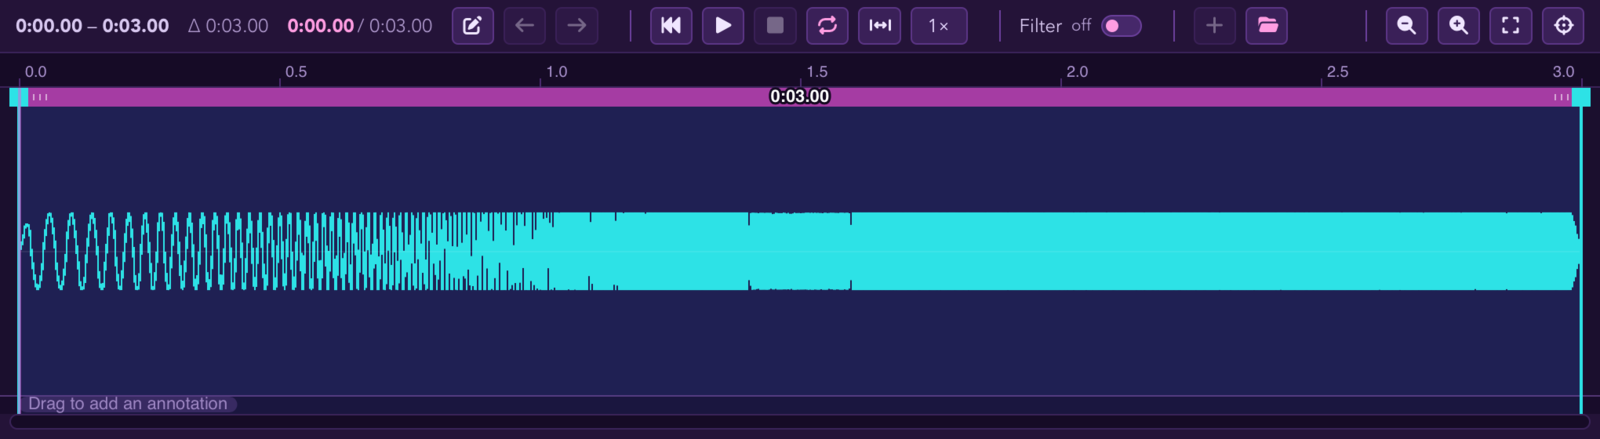 0:00.00 – 0:03.00 Δ 0:03.00 0:00.00 / 0:03.00 1× Filter off
0.0 0.5 1.0 1.5 2.0 2.5 3.0
0:03.00
Drag to add an annotation